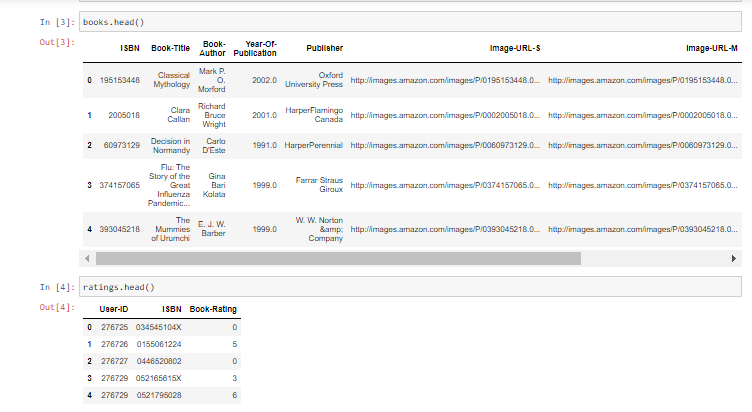 In [3]: books.head()
Out[3]:
ISBN Book-Title Book-Author Year-Of-Publication Publisher Image-URL-S Image-URL-M
0 195153448 Classical Mythology Mark P. O. Morford 2002.0 Oxford University Press http://images.amazon.com/images/P/0195153448.0... http://images.amazon.com/images/P/0195153448.0...
1 2005018 Clara Callan Richard Bruce Wright 2001.0 HarperFlamingo Canada http://images.amazon.com/images/P/0002005018.0... http://images.amazon.com/images/P/0002005018.0...
2 60973129 Decision in Normandy Carlo D'Este 1991.0 HarperPerennial http://images.amazon.com/images/P/0060973129.0... http://images.amazon.com/images/P/0060973129.0...
3 374157065 Flu: The Story of the Great Influenza Pandemic... Gina Bari Kolata 1999.0 Farrar Straus Giroux http://images.amazon.com/images/P/0374157065.0... http://images.amazon.com/images/P/0374157065.0...
4 393045218 The Mummies of Urumchi E. J. W. Barber 1999.0 W. W. Norton &amp; Company http://images.amazon.com/images/P/0393045218.0... http://images.amazon.com/images/P/0393045218.0...
In [4]: ratings.head()
Out[4]:
User-ID ISBN Book-Rating
0 276725 034545104X 0
1 276726 0155061224 5
2 276727 0446520802 0
3 276729 052165615X 3
4 276729 0521795028 6